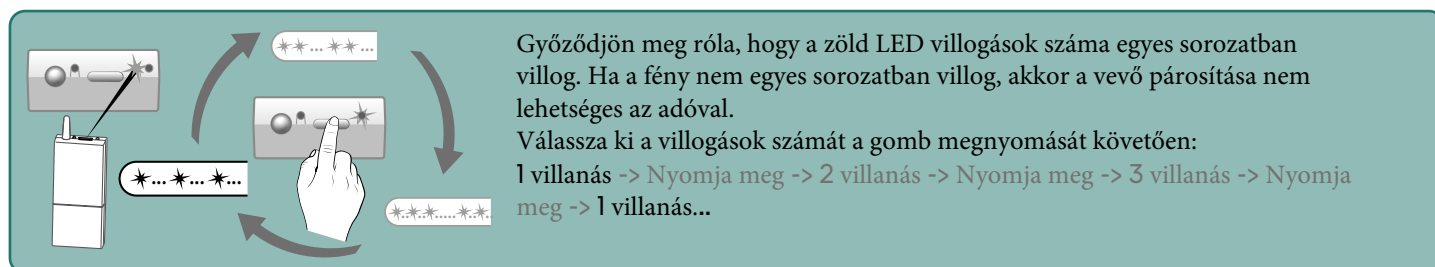 Győződjön meg róla, hogy a zöld LED villogások száma egyes sorozatban
villog. Ha a fény nem egyes sorozatban villog, akkor a vevő párosítása nem
lehetséges az adóval.
Válassza ki a villogások számát a gomb megnyomását követően:
1 villanás -> Nyomja meg -> 2 villanás -> Nyomja meg -> 3 villanás -> Nyomja
meg -> 1 villanás...